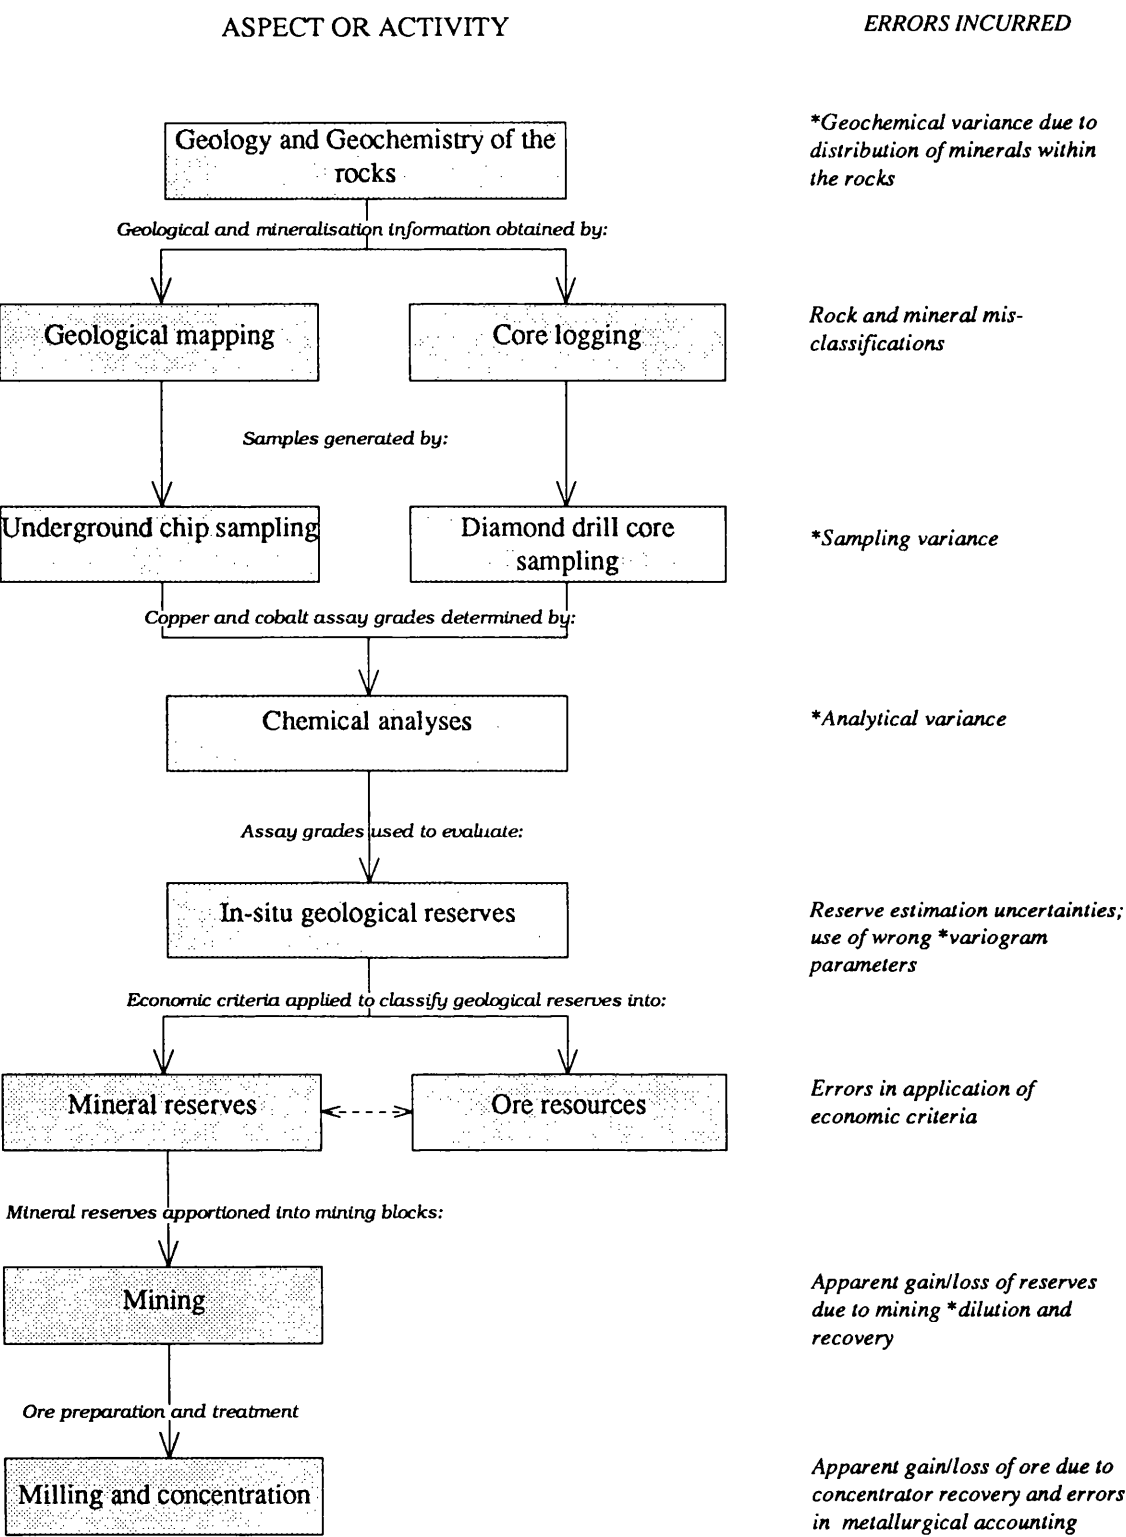 ASPECT OR ACTIVITY
ERRORS INCURRED
Geology and Geochemistry of the
rocks
*Geochemical variance due to
distribution of minerals within
the rocks
Geological and mineralisation information obtained by:
Geological mapping
Core logging
Rock and mineral mis-
classifications
Samples generated by:
Underground chip sampling
Diamond drill core
sampling
*Sampling variance
Copper and cobalt assay grades determined by:
Chemical analyses
*Analytical variance
Assay grades used to evaluate:
In-situ geological reserves
Reserve estimation uncertainties;
use of wrong *variogram
parameters
Economic criteria applied to classify geological reserves into:
Mineral reserves
Ore resources
Errors in application of
economic criteria
Mineral reserves apportioned into mining blocks:
Mining
Apparent gain/loss of reserves
due to mining *dilution and
recovery
Ore preparation and treatment
Milling and concentration
Apparent gain/loss of ore due to
concentrator recovery and errors
in metallurgical accounting